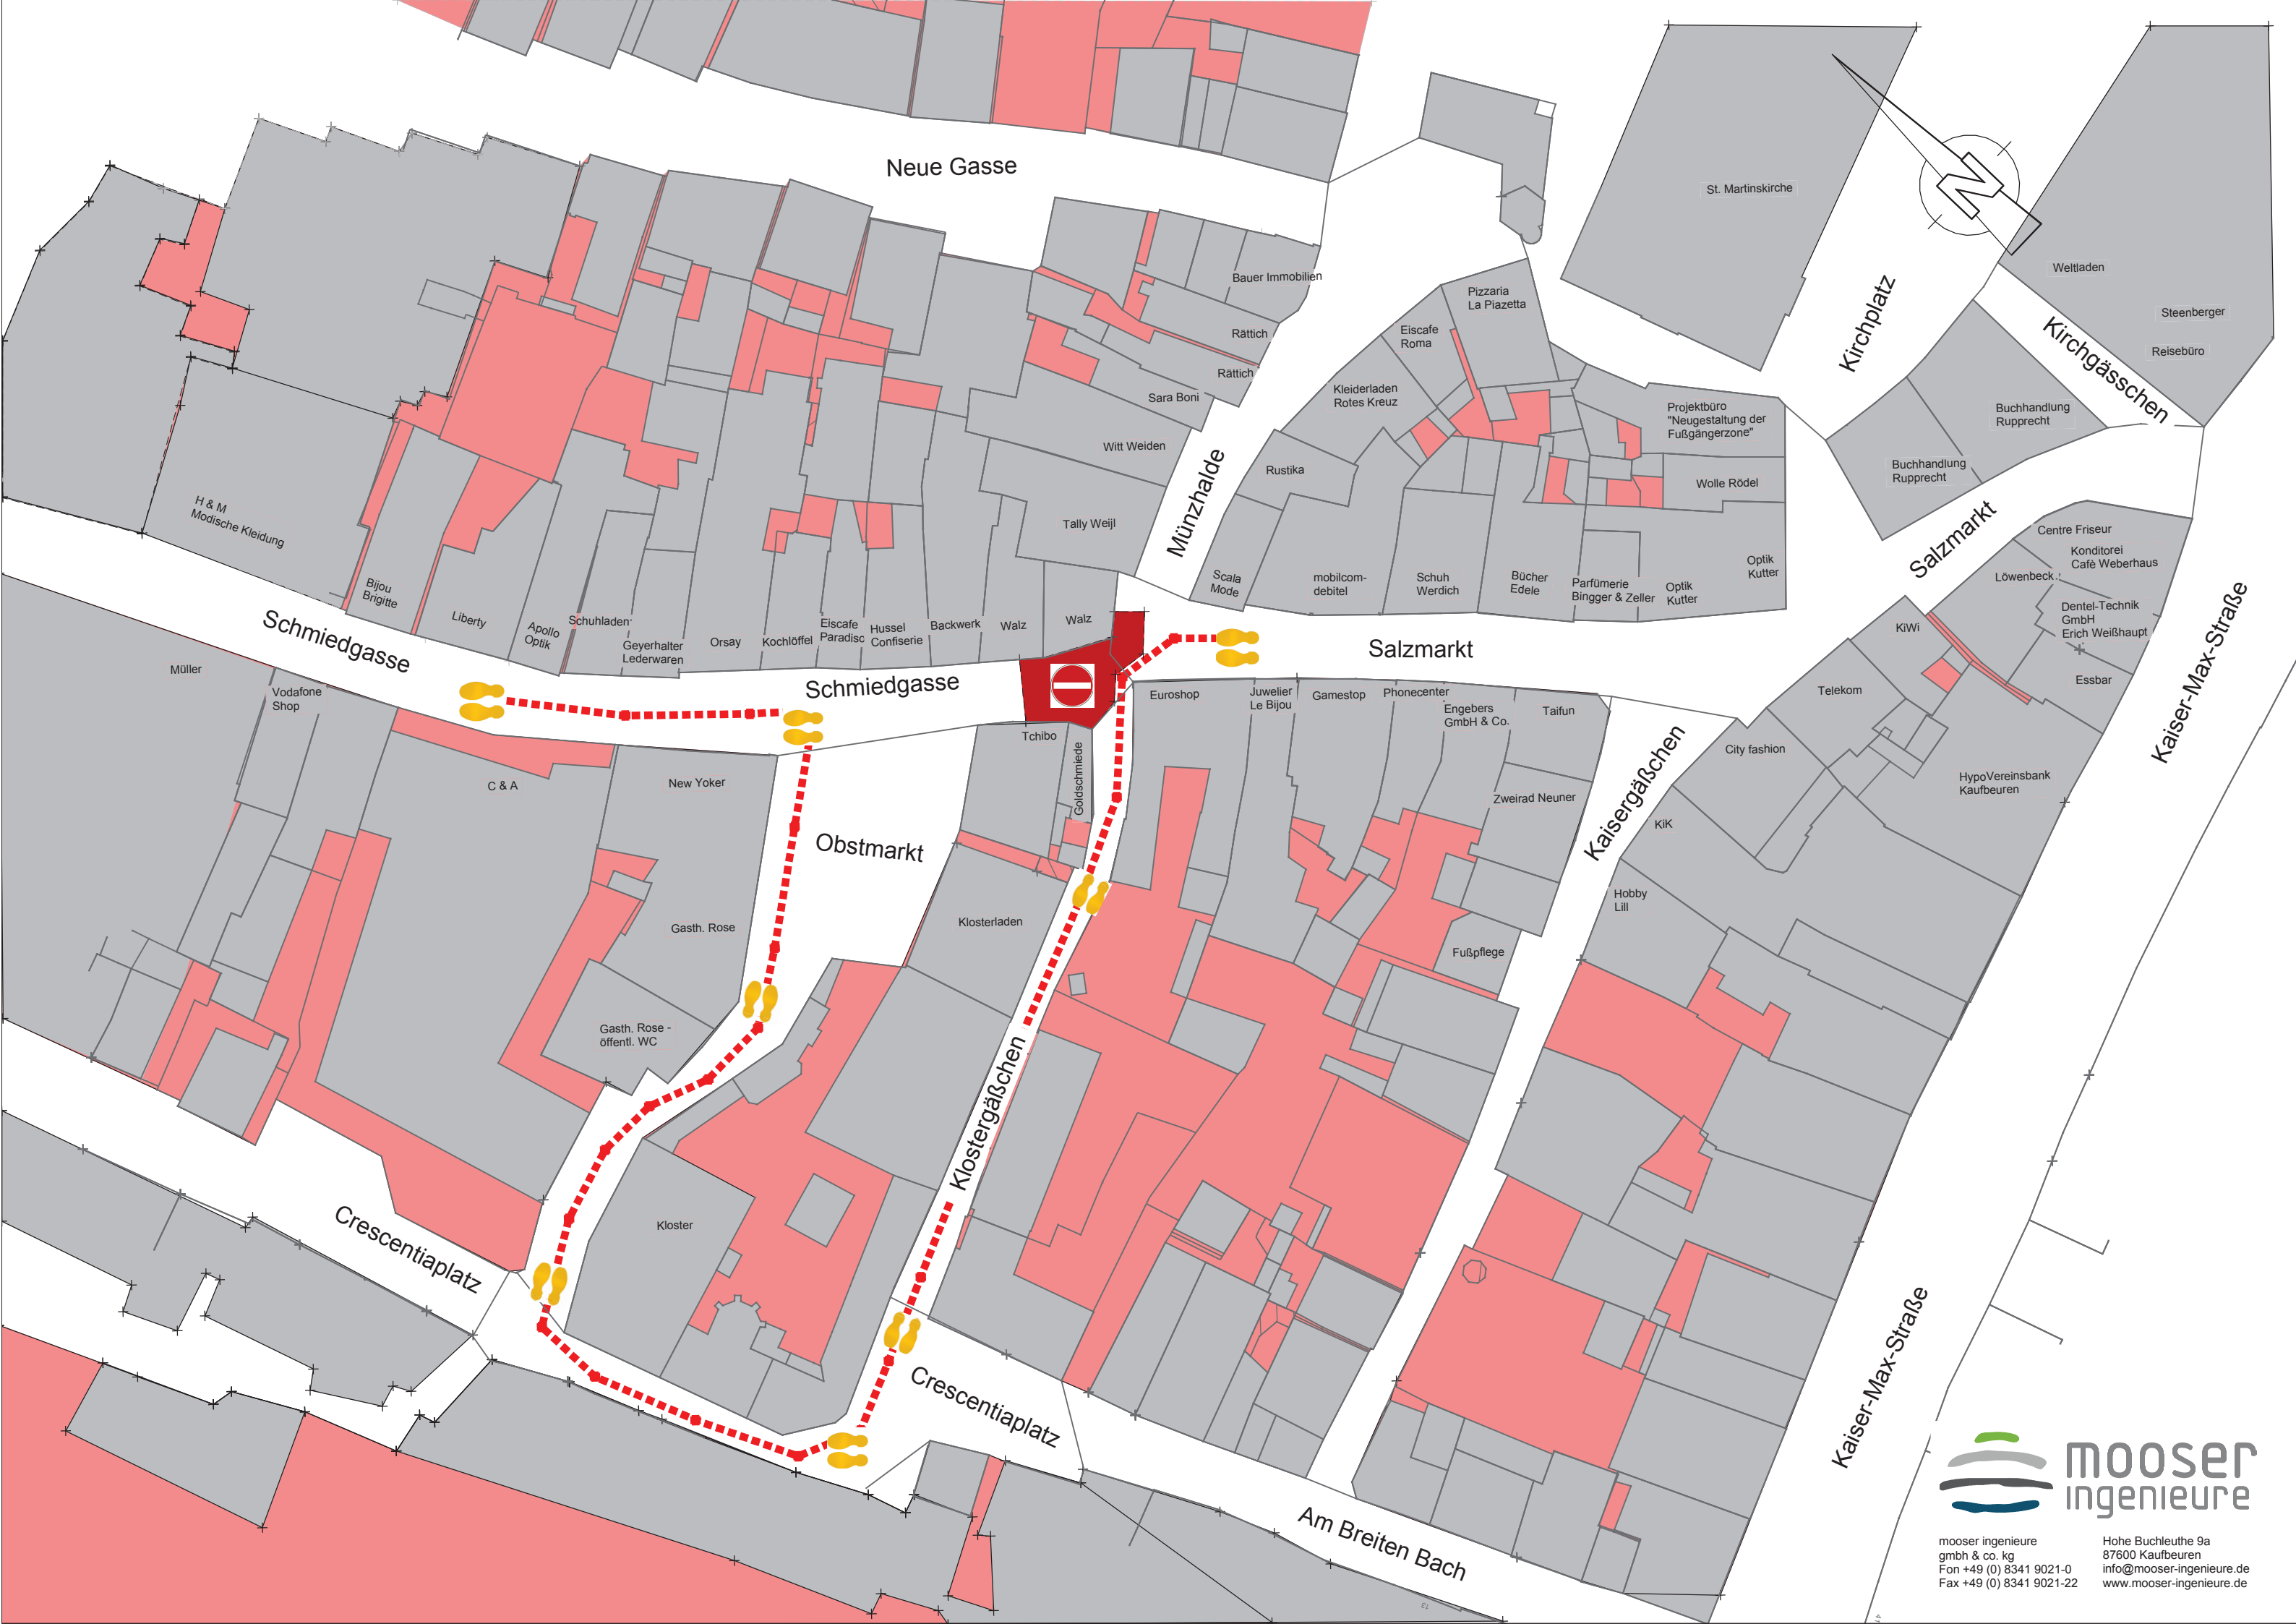 Neue Gasse
St. Martinskirche
N
Kirchplatz
Kirchgässchen
Weltladen
Steenberger
Reisebüro
Bauer Immobilien
Rättich
Rättich
Sara Boni
Witt Weiden
Tally Weijl
Münzhalde
Pizzaria
La Piazetta
Eiscafe
Roma
Kleiderladen
Rotes Kreuz
Rustika
Scala
Mode
mobilcom-
debitel
Schuh
Werdich
Bücher
Edele
Parfümerie
Bingger & Zeller
Optik
Kutter
Optik
Kutter
Projektbüro
"Neugestaltung der
Fußgängerzone"
Wolle Rödel
Buchhandlung
Rupprecht
Buchhandlung
Rupprecht
Salzmarkt
Centre Friseur
Konditorei
Cafè Weberhaus
Löwenbeck
Dentel-Technik
GmbH
Erich Weißhaupt
Essbar
KiWi
Telekom
City fashion
HypoVereinsbank
Kaufbeuren
KiK
Hobby
Lill
Kaiser-Max-Straße
H & M
Modische Kleidung
Bijou
Brigitte
Liberty
Apollo
Optik
Schuhladen
Geyerhalter
Lederwaren
Orsay
Kochlöffel
Eiscafe
Paradiso
Hussel
Confiserie
Backwerk
Walz
Walz
Schmiedgasse
Schmiedgasse
Salzmarkt
Müller
Vodafone
Shop
C & A
New Yoker
Gasth. Rose
Gasth. Rose -
öffentl. WC
Obstmarkt
Tchibo
Goldschmiede
Klosterladen
Euroshop
Juwelier
Le Bijou
Gamestop
Phonecenter
Engebers
GmbH & Co.
Taifun
Zweirad Neuner
Fußpflege
Kaisergäßchen
Klostergäßchen
Kloster
Crescentiaplatz
Crescentiaplatz
Am Breiten Bach
Kaiser-Max-Straße
13
mooser
ingenieure
mooser ingenieure
gmbh & co. kg
Fon +49 (0) 8341 9021-0
Fax +49 (0) 8341 9021-22
Hohe Buchleuthe 9a
87600 Kaufbeuren
info@mooser-ingenieure.de
www.mooser-ingenieure.de